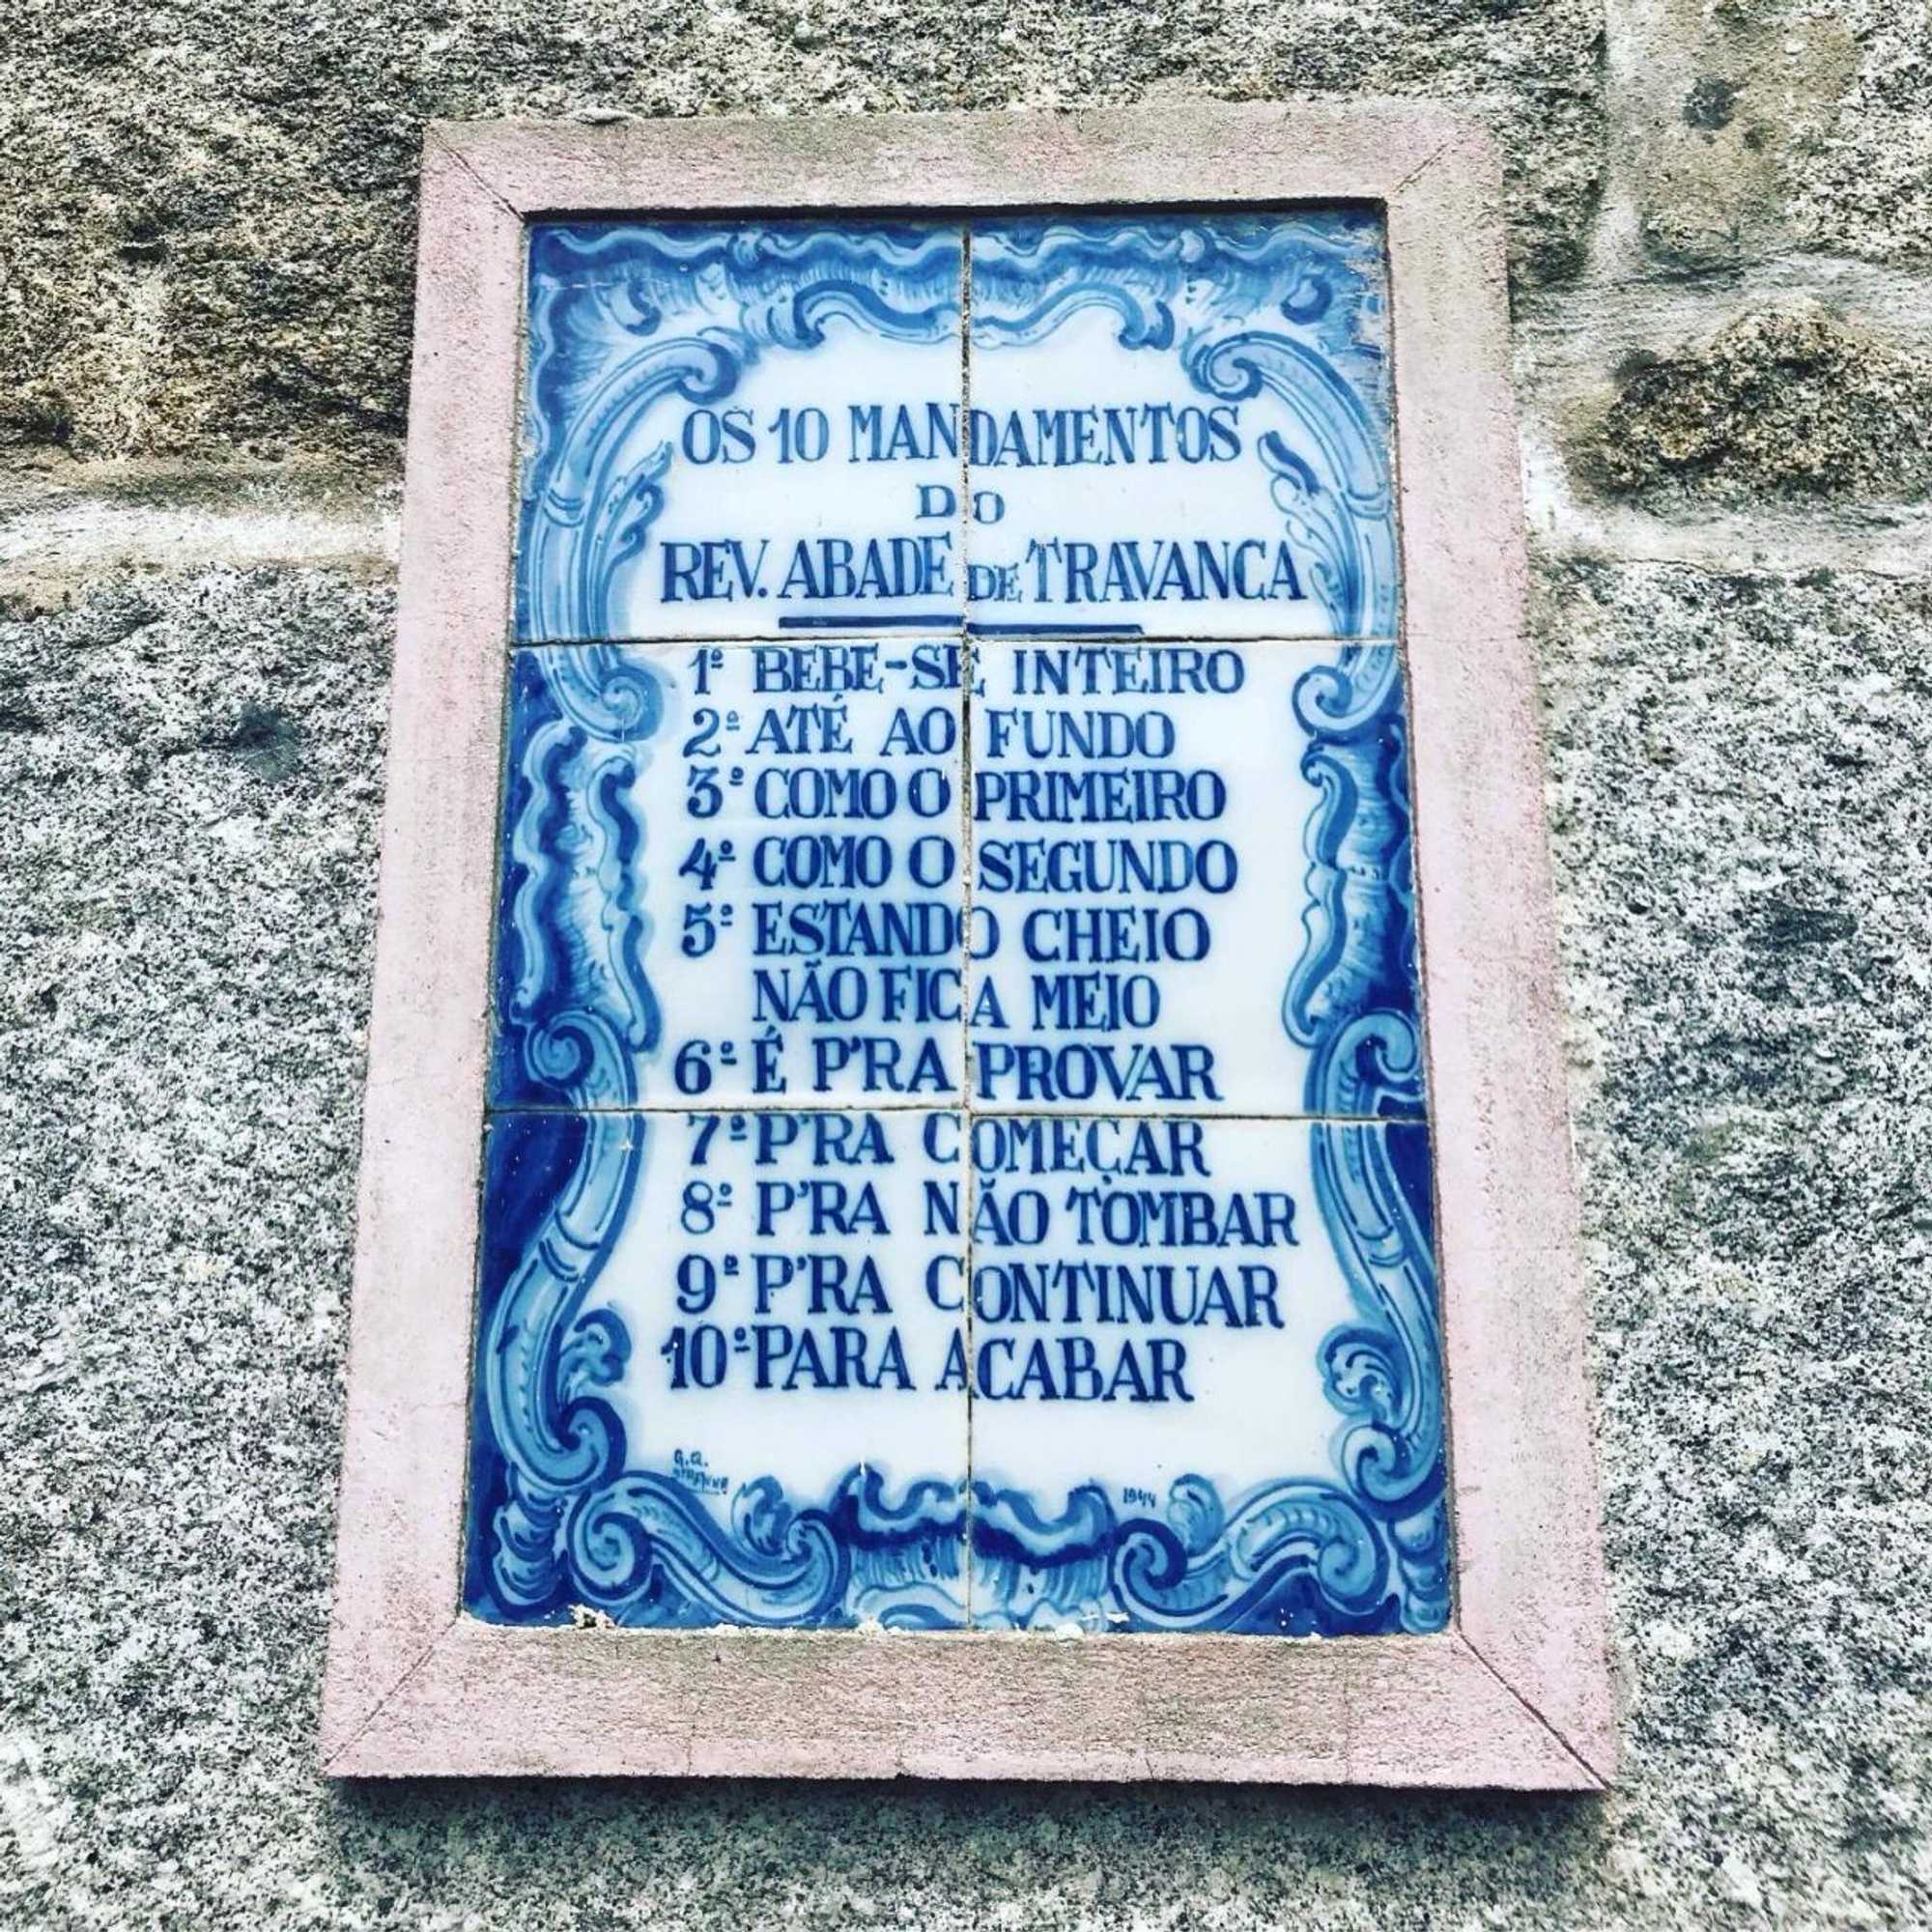 OS 10 MANDAMENTOS
DO
REV. ABADE DE TRAVANCA
1º BEBE-SE INTEIRO
2º ATÉ AO FUNDO
3º COMO O PRIMEIRO
4º COMO O SEGUNDO
5º ESTANDO CHEIO
NÃO FICA MEIO
6º É P'RA PROVAR
7º P'RA COMEÇAR
8º P'RA NÃO TOMBAR
9º P'RA CONTINUAR
10º PARA ACABAR
1944